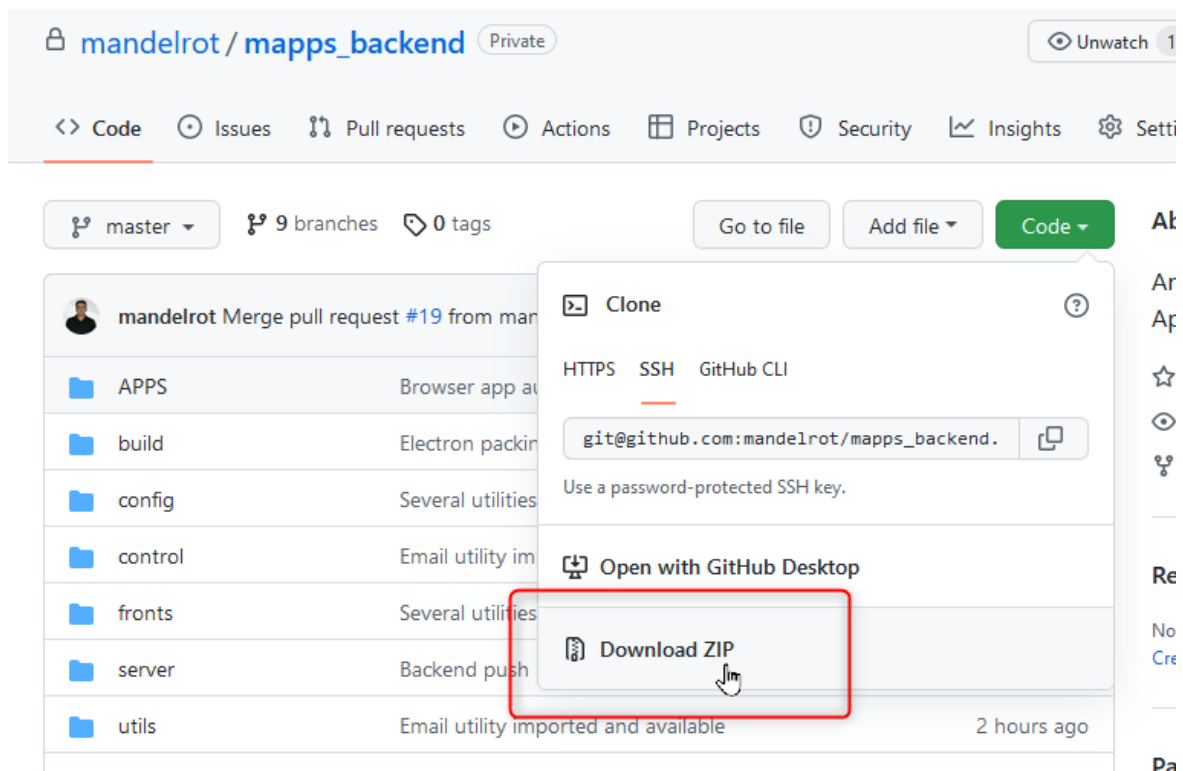 mandelrot / mapps_backend Private
Unwatch 1
Code Issues Pull requests Actions Projects Security Insights Setti
master 9 branches 0 tags Go to file Add file Code
Ab
mandelrot Merge pull request #19 from man
APPS Browser app au
build Electron packin
config Several utilities
control Email utility im
fronts Several utilities
server Backend push
utils Email utility imported and available 2 hours ago
Clone
HTTPS SSH GitHub CLI
git@github.com:mandelrot/mapps_backend.
Use a password-protected SSH key.
Open with GitHub Desktop
Download ZIP
Ar
Ap
Re
No
Cre
Pa